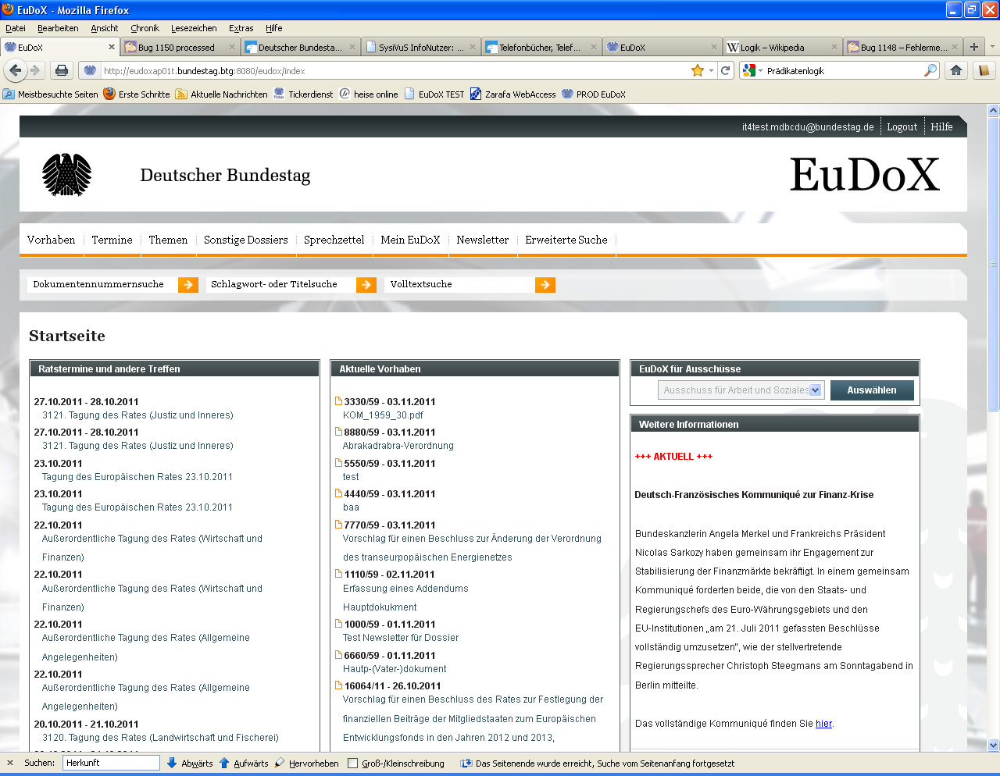 EuDoX - Mozilla Firefox
Datei Bearbeiten Ansicht Chronik Lesezeichen Extras Hilfe
EuDoX
Bug 1150 processed
Deutscher Bundesta...
SysiVuS InfoNutzer: ...
Telefonbücher, Telef...
EuDoX
Logik – Wikipedia
Bug 1148 – Fehlerme...
http://eudoxap01t.bundestag.btg:8080/eudox/index
Prädikatenlogik
Meistbesuchte Seiten Erste Schritte Aktuelle Nachrichten Tickerdienst heise online EuDoX TEST Zarafa WebAccess PROD EuDoX
it4test.mdbcdu@bundestag.de Logout Hilfe
Deutscher Bundestag
EuDoX
Vorhaben Termine Themen Sonstige Dossiers Sprechzettel Mein EuDoX Newsletter Erweiterte Suche
Dokumentennummernsuche Schlagwort- oder Titelsuche Volltextsuche
Startseite
Ratstermine und andere Treffen
27.10.2011 - 28.10.2011
3121. Tagung des Rates (Justiz und Inneres)
27.10.2011 - 28.10.2011
3121. Tagung des Rates (Justiz und Inneres)
23.10.2011
Tagung des Europäischen Rates 23.10.2011
23.10.2011
Tagung des Europäischen Rates 23.10.2011
22.10.2011
Außerordentliche Tagung des Rates (Wirtschaft und
Finanzen)
22.10.2011
Außerordentliche Tagung des Rates (Wirtschaft und
Finanzen)
22.10.2011
Außerordentliche Tagung des Rates (Allgemeine
Angelegenheiten)
22.10.2011
Außerordentliche Tagung des Rates (Allgemeine
Angelegenheiten)
20.10.2011 - 21.10.2011
3120. Tagung des Rates (Landwirtschaft und Fischerei)
Aktuelle Vorhaben
3330/59 - 03.11.2011
KOM_1959_30.pdf
8880/59 - 03.11.2011
Abrakadrabra-Verordnung
5550/59 - 03.11.2011
test
4440/59 - 03.11.2011
baa
7770/59 - 03.11.2011
Vorschlag für einen Beschluss zur Änderung der Verordnung
des transeurpopäischen Energienetzes
1110/59 - 02.11.2011
Erfassung eines Addendums
Hauptdokukment
1000/59 - 01.11.2011
Test Newsletter für Dossier
6660/59 - 01.11.2011
Hautp-(Vater-)dokument
16064/11 - 26.10.2011
Vorschlag für einen Beschluss des Rates zur Festlegung der
finanziellen Beiträge der Mitgliedstaaten zum Europäischen
Entwicklungsfonds in den Jahren 2012 und 2013,
EuDoX für Ausschüsse
Ausschuss für Arbeit und Soziales Auswählen
Weitere Informationen
+++ AKTUELL +++
Deutsch-Französisches Kommuniqué zur Finanz-Krise
Bundeskanzlerin Angela Merkel und Frankreichs Präsident
Nicolas Sarkozy haben gemeinsam ihr Engagement zur
Stabilisierung der Finanzmärkte bekräftigt. In einem gemeinsam
Kommuniqué forderten beide, die von den Staats- und
Regierungschefs des Euro-Währungsgebiets und den
EU-Institutionen „am 21. Juli 2011 gefassten Beschlüsse
vollständig umzusetzen", wie der stellvertretende
Regierungssprecher Christoph Steegmans am Sonntagabend in
Berlin mitteilte.
Das vollständige Kommuniqué finden Sie hier.
Suchen: Herkunft Abwärts Aufwärts Hervorheben Groß-/Kleinschreibung Das Seitenende wurde erreicht, Suche vom Seitenanfang fortgesetzt